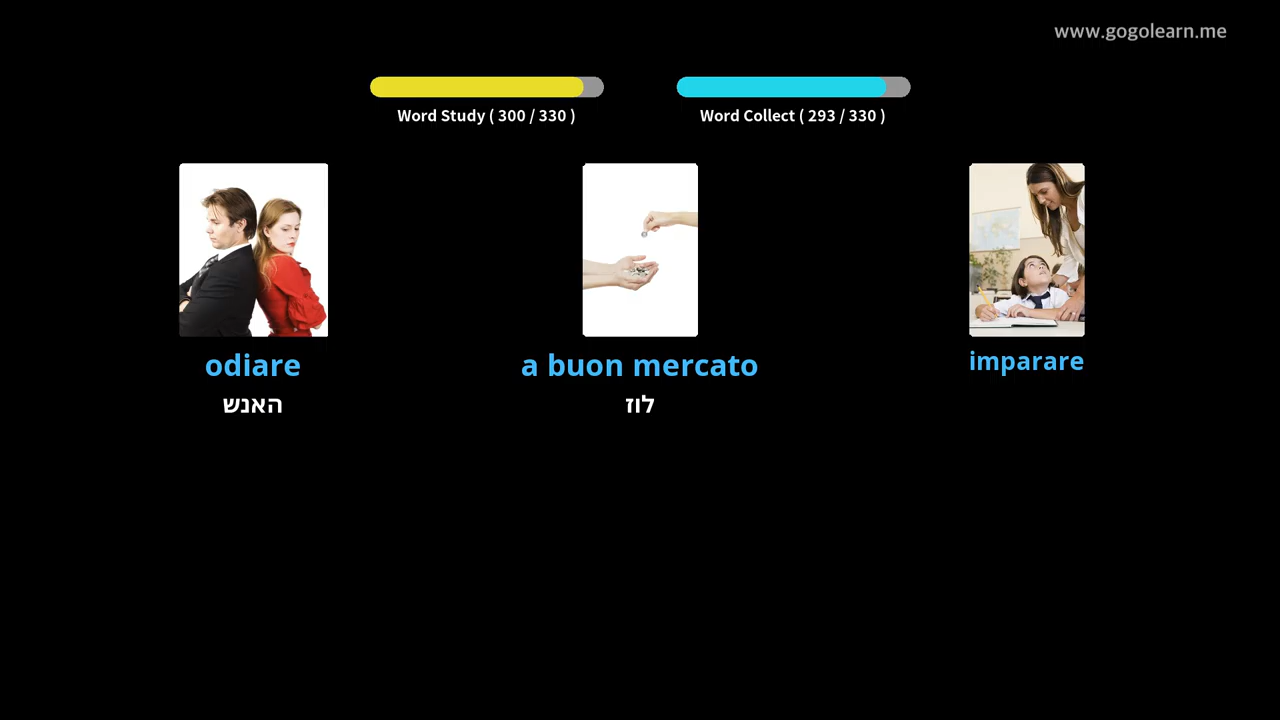 www.gogolearn.me
Word Study ( 300 / 330 )
Word Collect ( 293 / 330 )
odiare
האנש
a buon mercato
לוז
imparare